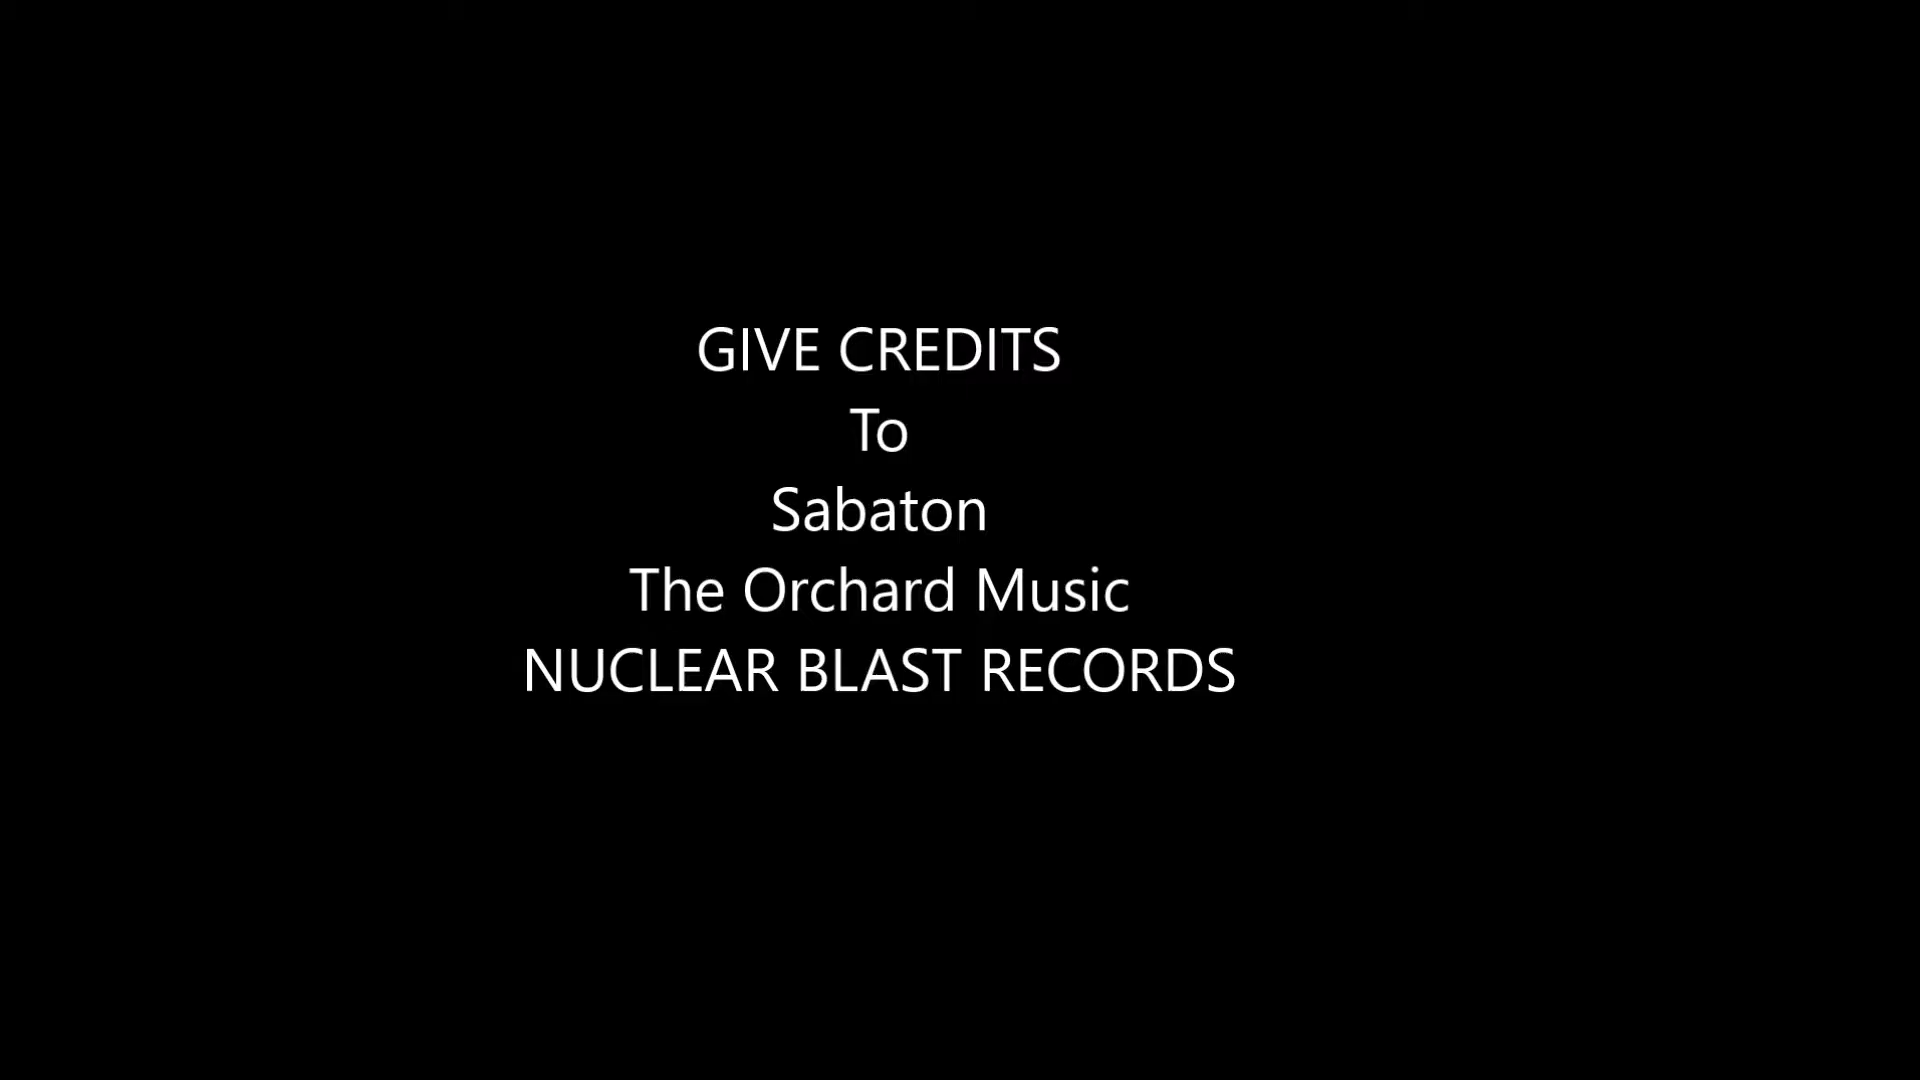 GIVE CREDITS
To
Sabaton
The Orchard Music
NUCLEAR BLAST RECORDS